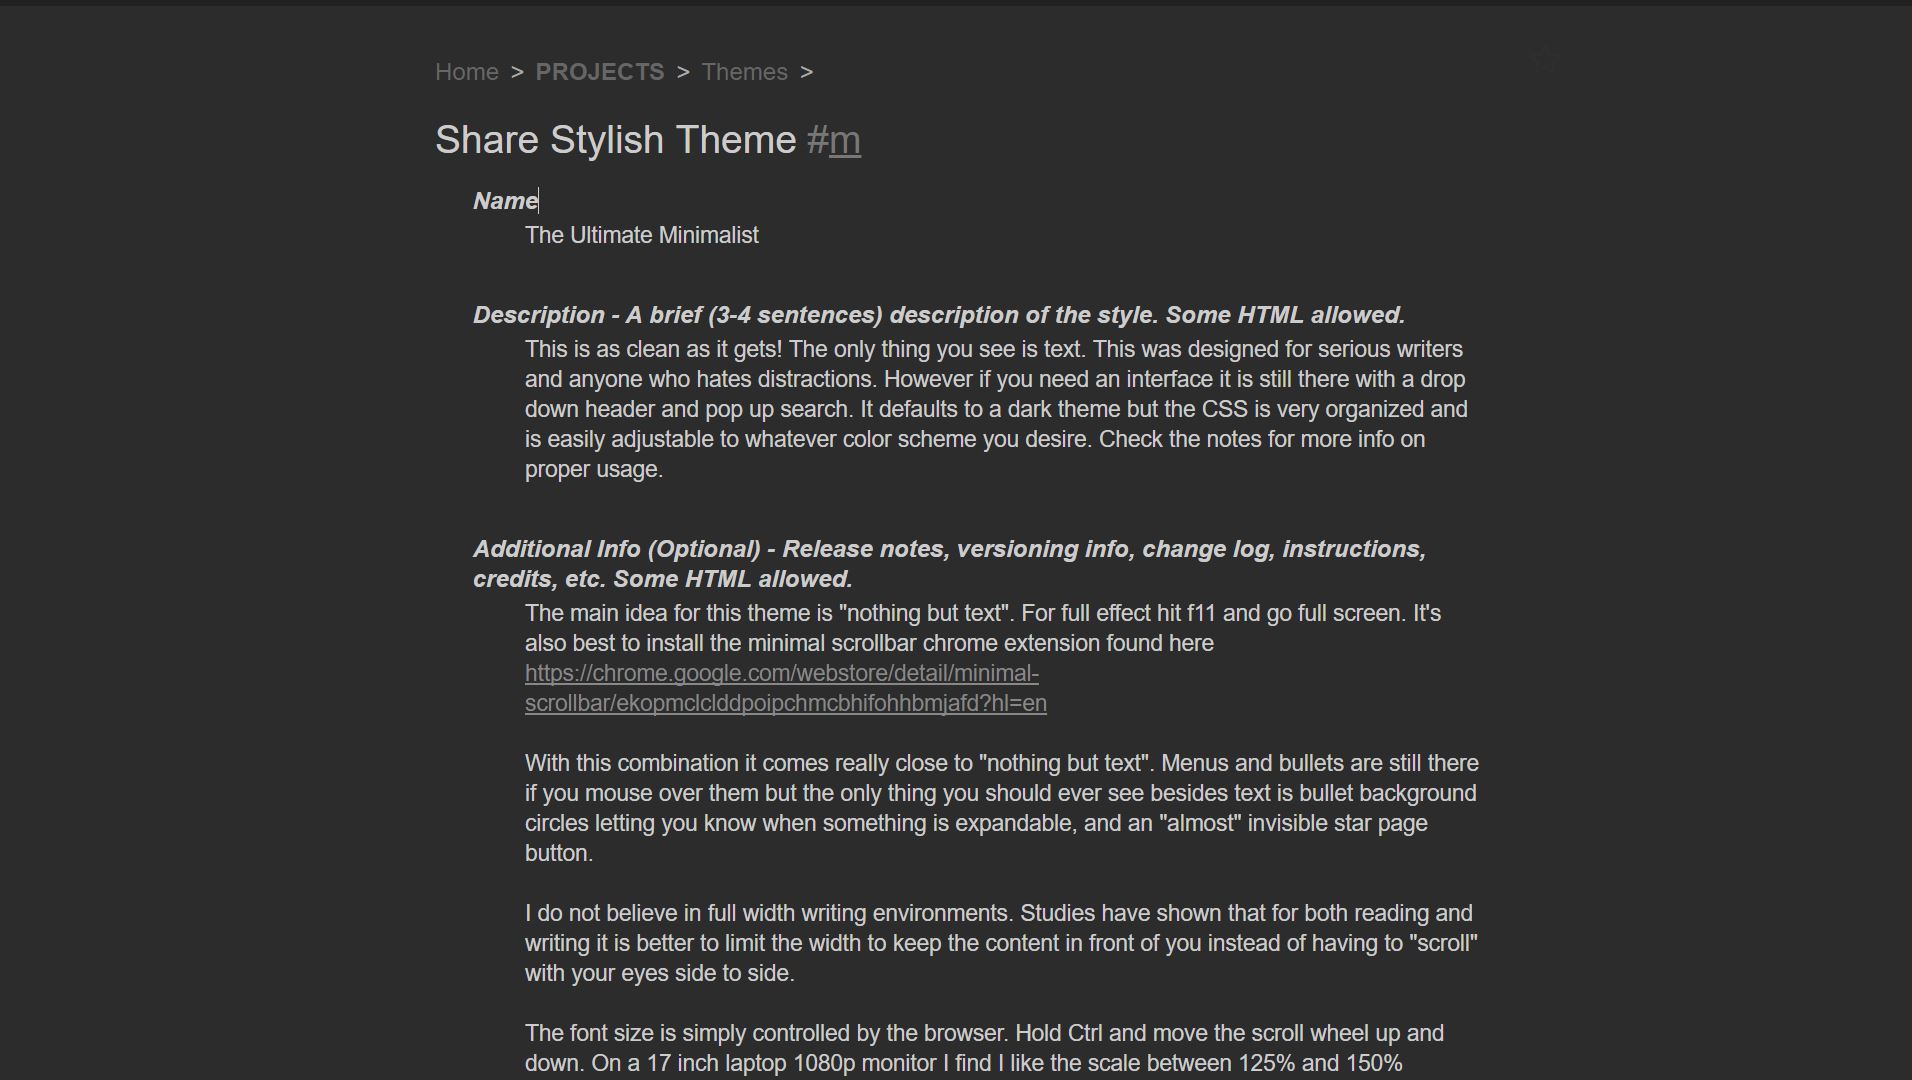 Home > PROJECTS > Themes >
Share Stylish Theme #m
Name
The Ultimate Minimalist
Description - A brief (3-4 sentences) description of the style. Some HTML allowed.
This is as clean as it gets! The only thing you see is text. This was designed for serious writers
and anyone who hates distractions. However if you need an interface it is still there with a drop
down header and pop up search. It defaults to a dark theme but the CSS is very organized and
is easily adjustable to whatever color scheme you desire. Check the notes for more info on
proper usage.
Additional Info (Optional) - Release notes, versioning info, change log, instructions,
credits, etc. Some HTML allowed.
The main idea for this theme is "nothing but text". For full effect hit f11 and go full screen. It's
also best to install the minimal scrollbar chrome extension found here
https://chrome.google.com/webstore/detail/minimal-
scrollbar/ekopmclclddpoipchmcbhifohhbmjafd?hl=en
With this combination it comes really close to "nothing but text". Menus and bullets are still there
if you mouse over them but the only thing you should ever see besides text is bullet background
circles letting you know when something is expandable, and an "almost" invisible star page
button.
I do not believe in full width writing environments. Studies have shown that for both reading and
writing it is better to limit the width to keep the content in front of you instead of having to "scroll"
with your eyes side to side.
The font size is simply controlled by the browser. Hold Ctrl and move the scroll wheel up and
down. On a 17 inch laptop 1080p monitor I find I like the scale between 125% and 150%